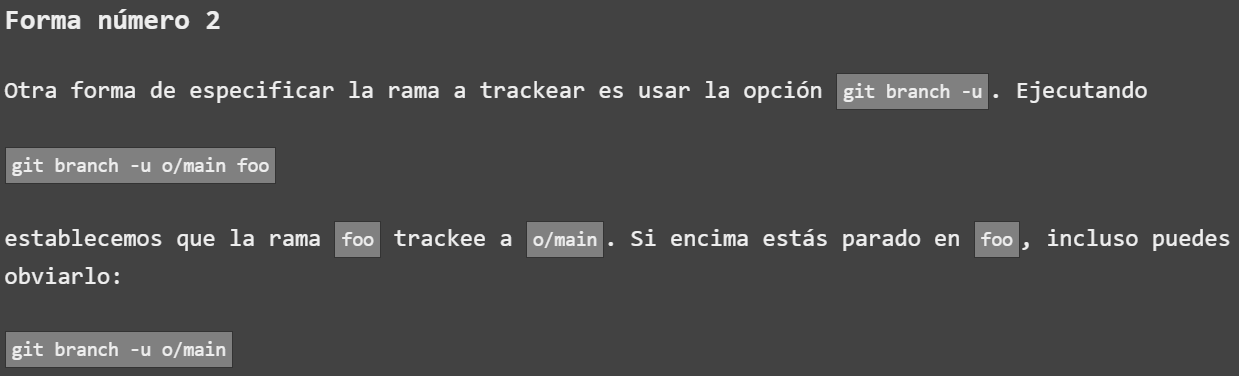 Forma número 2
Otra forma de especificar la rama a trackear es usar la opción git branch -u. Ejecutando
git branch -u o/main foo
establecemos que la rama foo trackee a o/main. Si encima estás parado en foo, incluso puedes
obviarlo:
git branch -u o/main